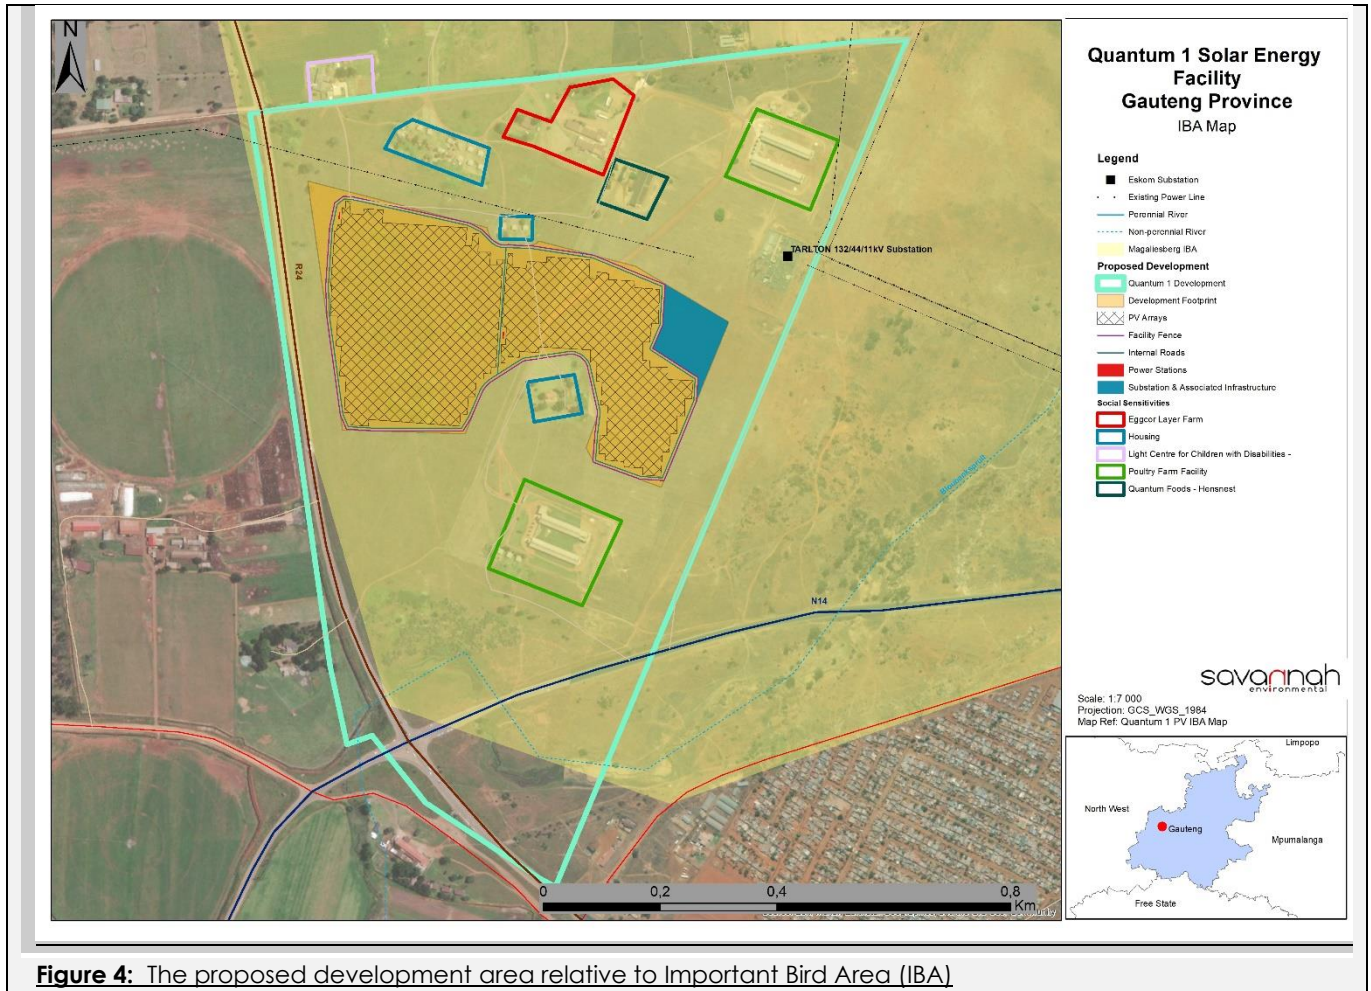 N
R24
TARLTON 132/44/11kV Substation
Bloubankspruit
N14
0
0,2
0,4
0,8
Km
Quantum 1 Solar Energy
Facility
Gauteng Province
IBA Map
Legend
Eskom Substation
Existing Power Line
Perennial River
Non-perennial River
Magaliesberg IBA
Proposed Development
Quantum 1 Development
Development Footprint
PV Arrays
Facility Fence
Internal Roads
Power Stations
Substation & Associated Infrastructure
Social Sensitivities
Eggcor Layer Farm
Housing
Light Centre for Children with Disabilities -
Poultry Farm Facility
Quantum Foods - Hensnest
savannah
environmental
Scale: 1:7 000
Projection: GCS_WGS_1984
Map Ref: Quantum 1 PV IBA Map
Limpopo
North West
Gauteng
Mpumalanga
Free State
Figure 4: The proposed development area relative to Important Bird Area (IBA)